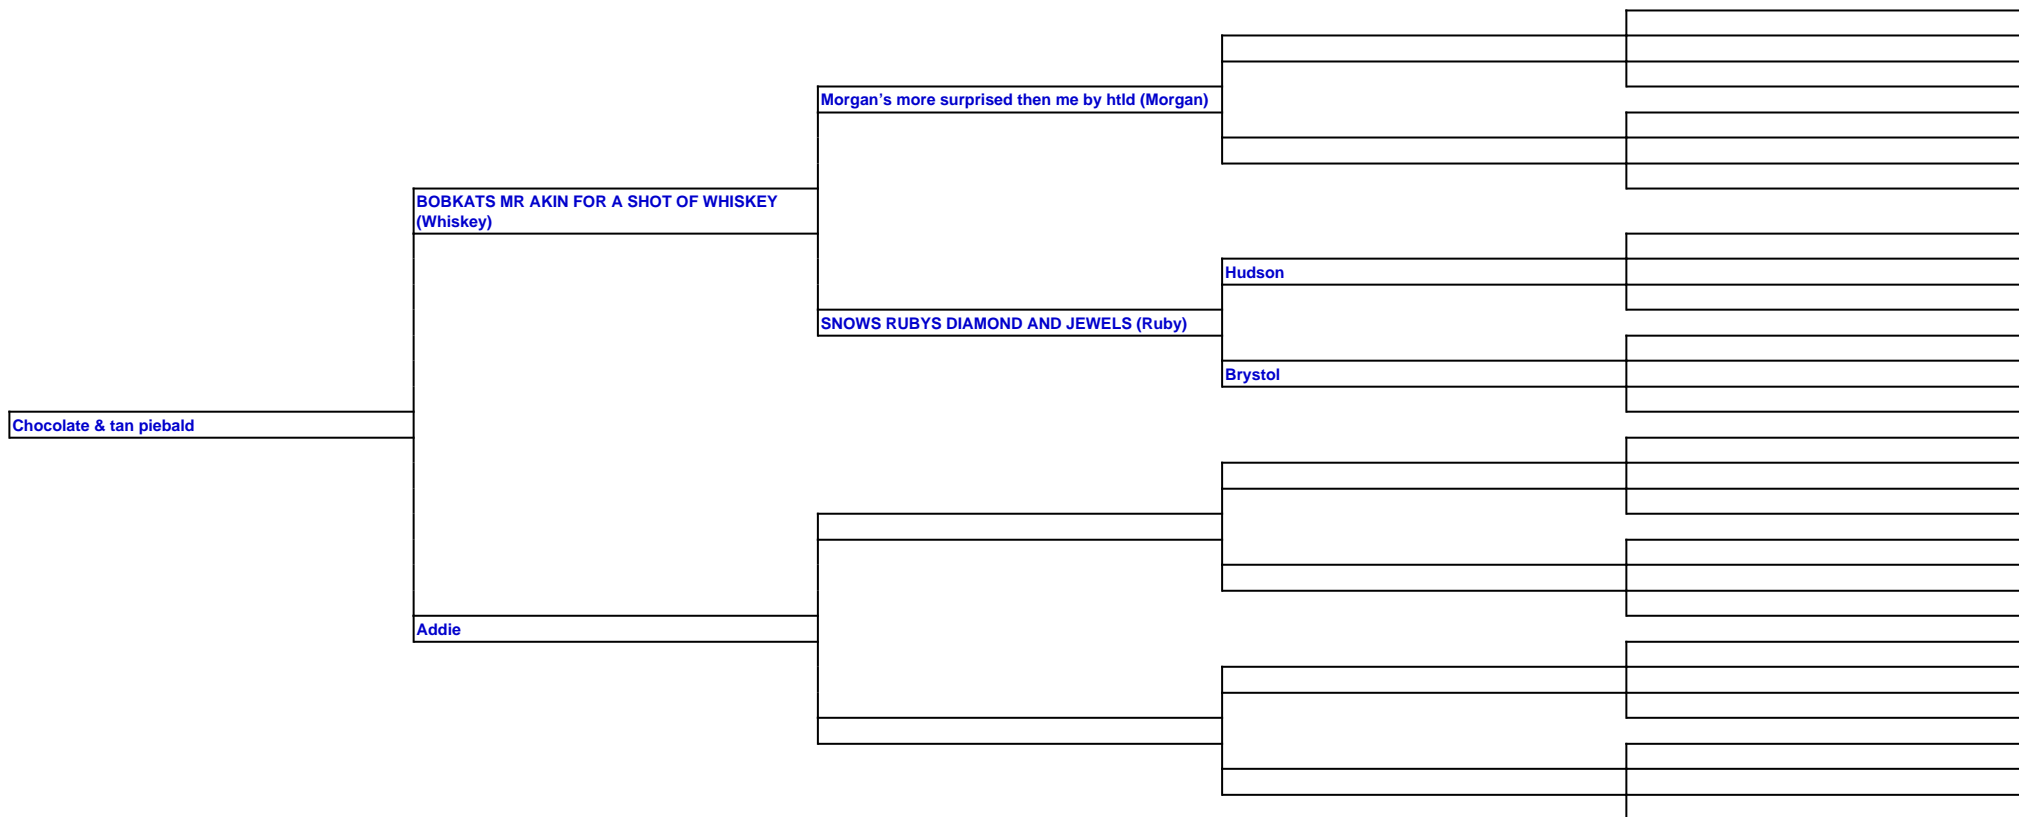 Morgan’s more surprised then me by htld (Morgan)
BOBKATS MR AKIN FOR A SHOT OF WHISKEY
(Whiskey)
Hudson
SNOWS RUBYS DIAMOND AND JEWELS (Ruby)
Brystol
Chocolate & tan piebald
Addie